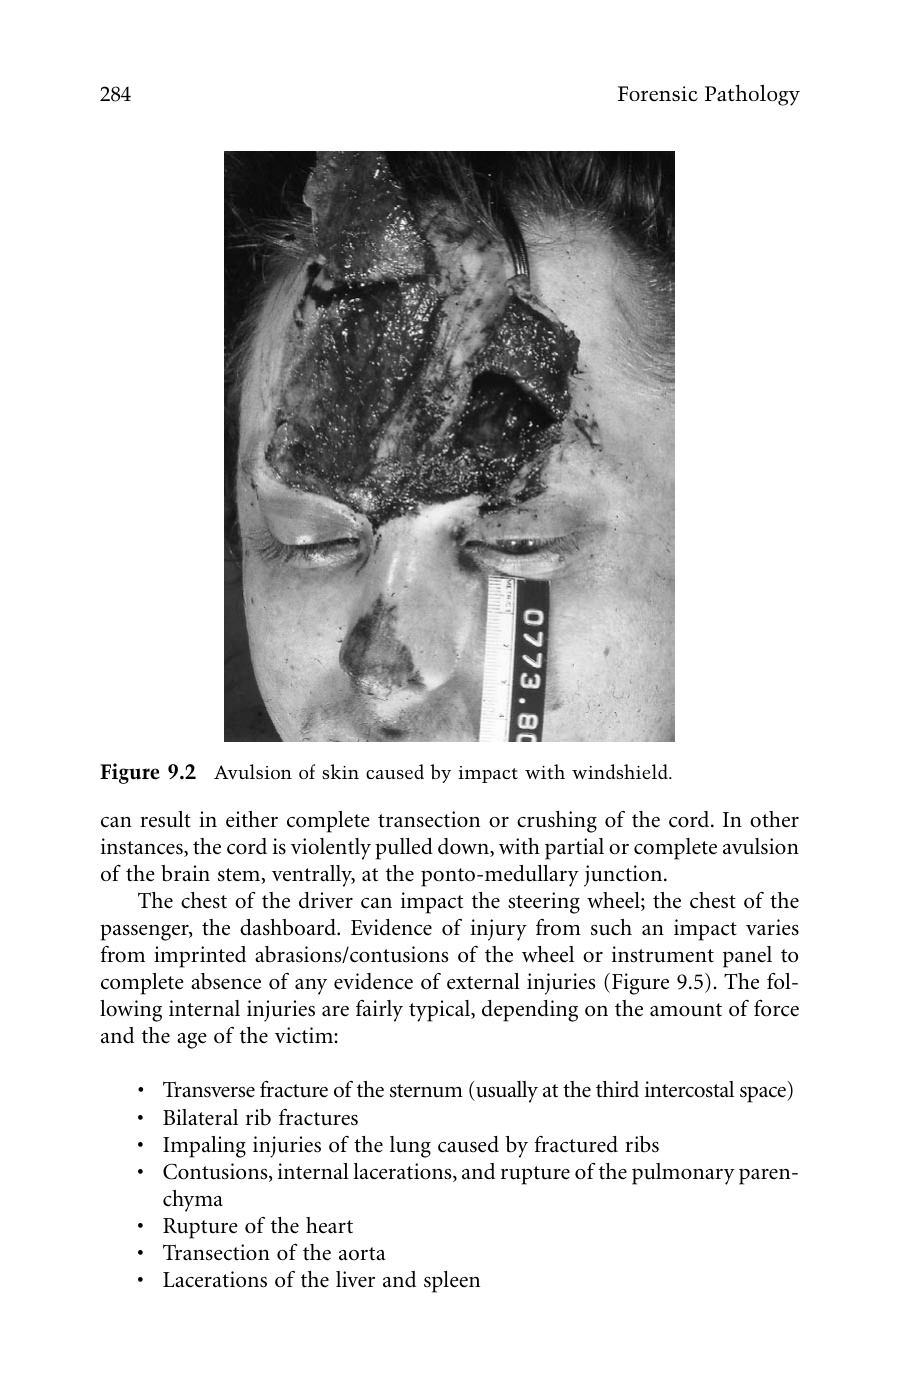 284
Forensic Pathology
METRIC
2
3
4
0773.80
Figure 9.2 Avulsion of skin caused by impact with windshield.
can result in either complete transection or crushing of the cord. In other
instances, the cord is violently pulled down, with partial or complete avulsion
of the brain stem, ventrally, at the ponto-medullary junction.
The chest of the driver can impact the steering wheel; the chest of the
passenger, the dashboard. Evidence of injury from such an impact varies
from imprinted abrasions/contusions of the wheel or instrument panel to
complete absence of any evidence of external injuries (Figure 9.5). The fol-
lowing internal injuries are fairly typical, depending on the amount of force
and the age of the victim:
• Transverse fracture of the sternum (usually at the third intercostal space)
• Bilateral rib fractures
• Impaling injuries of the lung caused by fractured ribs
• Contusions, internal lacerations, and rupture of the pulmonary paren-
chyma
• Rupture of the heart
• Transection of the aorta
• Lacerations of the liver and spleen